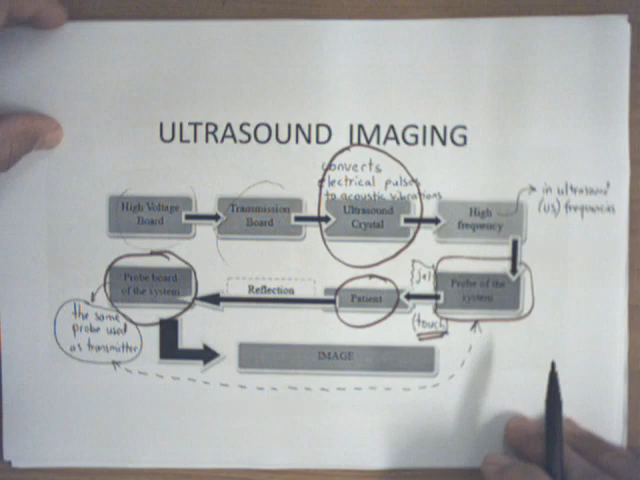 ULTRASOUND IMAGING
converts
electrical pulses
to acoustic vibrations
High Voltage
Board
Transmission
Board
Ultrasound
Crystal
High
frequency
in ultrasound
(US) frequencies
Probe board
of the system
Reflection
Patient
Probe of the
system
(touch)
the same
probe used
as transmitter
IMAGE